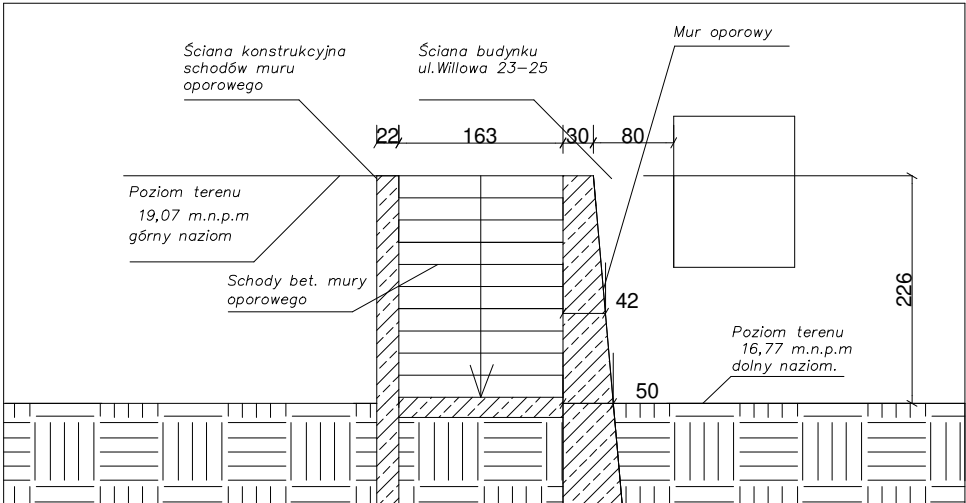 Ściana konstrukcyjna
schodów muru
oporowego
Ściana budynku
ul.Willowa 23-25
Mur oporowy
22
163
30
80
Poziom terenu
19,07 m.n.p.m
górny naziom
Schody bet. mury
oporowego
42
226
Poziom terenu
16,77 m.n.p.m
dolny naziom.
50